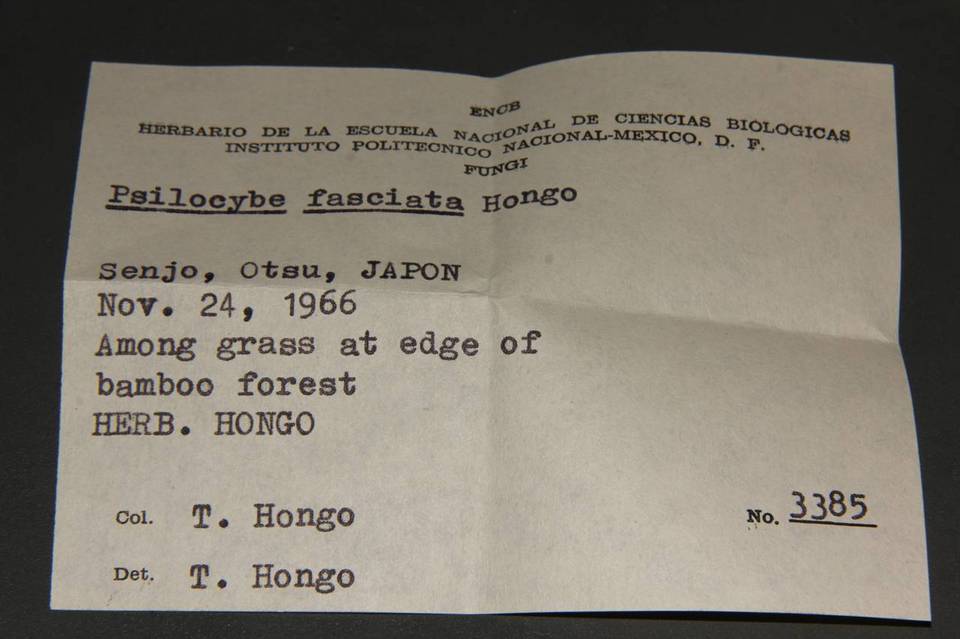 ENCB
HERBARIO DE LA ESCUELA NACIONAL DE CIENCIAS BIOLOGICAS
INSTITUTO POLITECNICO NACIONAL-MEXICO, D. F.
FUNGI
Psilocybe fasciata Hongo
Senjo, Otsu, JAPON
Nov. 24, 1966
Among grass at edge of
bamboo forest
HERB. HONGO
Col. T. Hongo
No. 3385
Det. T. Hongo